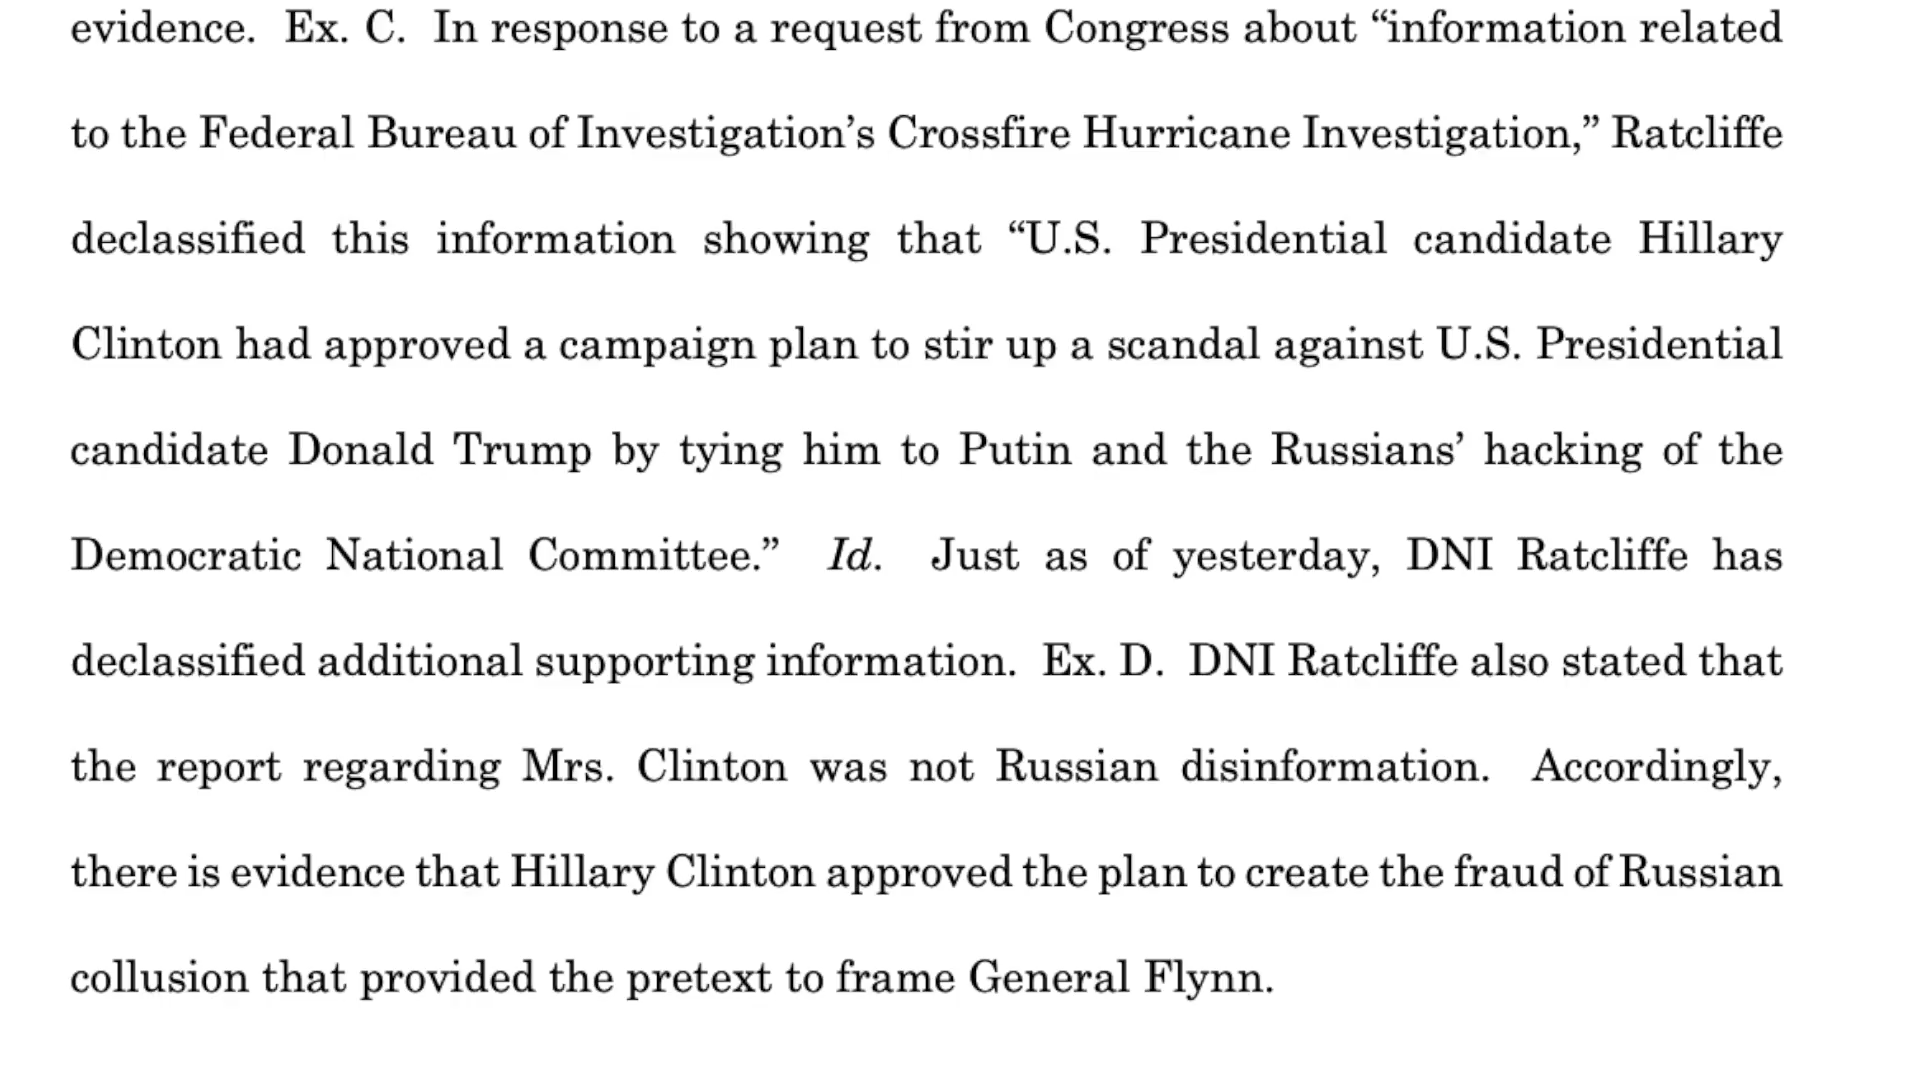 evidence.  Ex. C.  In response to a request from Congress about “information related
to the Federal Bureau of Investigation’s Crossfire Hurricane Investigation,” Ratcliffe
declassified this information showing that “U.S. Presidential candidate Hillary
Clinton had approved a campaign plan to stir up a scandal against U.S. Presidential
candidate Donald Trump by tying him to Putin and the Russians’ hacking of the
Democratic National Committee.”  Id.  Just as of yesterday, DNI Ratcliffe has
declassified additional supporting information.  Ex. D.  DNI Ratcliffe also stated that
the report regarding Mrs. Clinton was not Russian disinformation.  Accordingly,
there is evidence that Hillary Clinton approved the plan to create the fraud of Russian
collusion that provided the pretext to frame General Flynn.